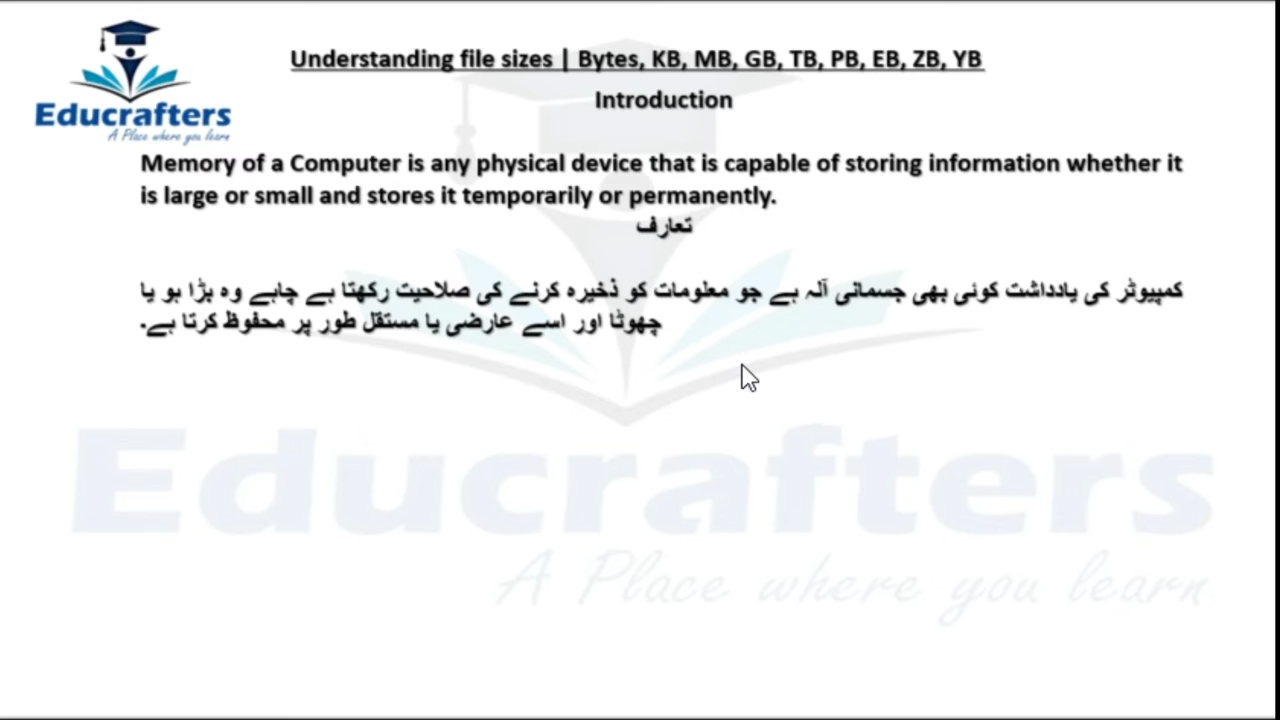 Educrafters
A Place where you learn
Understanding file sizes | Bytes, KB, MB, GB, TB, PB, EB, ZB, YB
Introduction
Memory of a Computer is any physical device that is capable of storing information whether it
is large or small and stores it temporarily or permanently.
تعارف
کمپیوٹر کی یادداشت کوئی بھی جسمانی آلہ ہے جو معلومات کو ذخیرہ کرنے کی صلاحیت رکھتا ہے چاہے وہ بڑا ہو یا
چھوٹا اور اسے عارضی یا مستقل طور پر محفوظ کرتا ہے۔
Educrafters
A Place where you learn